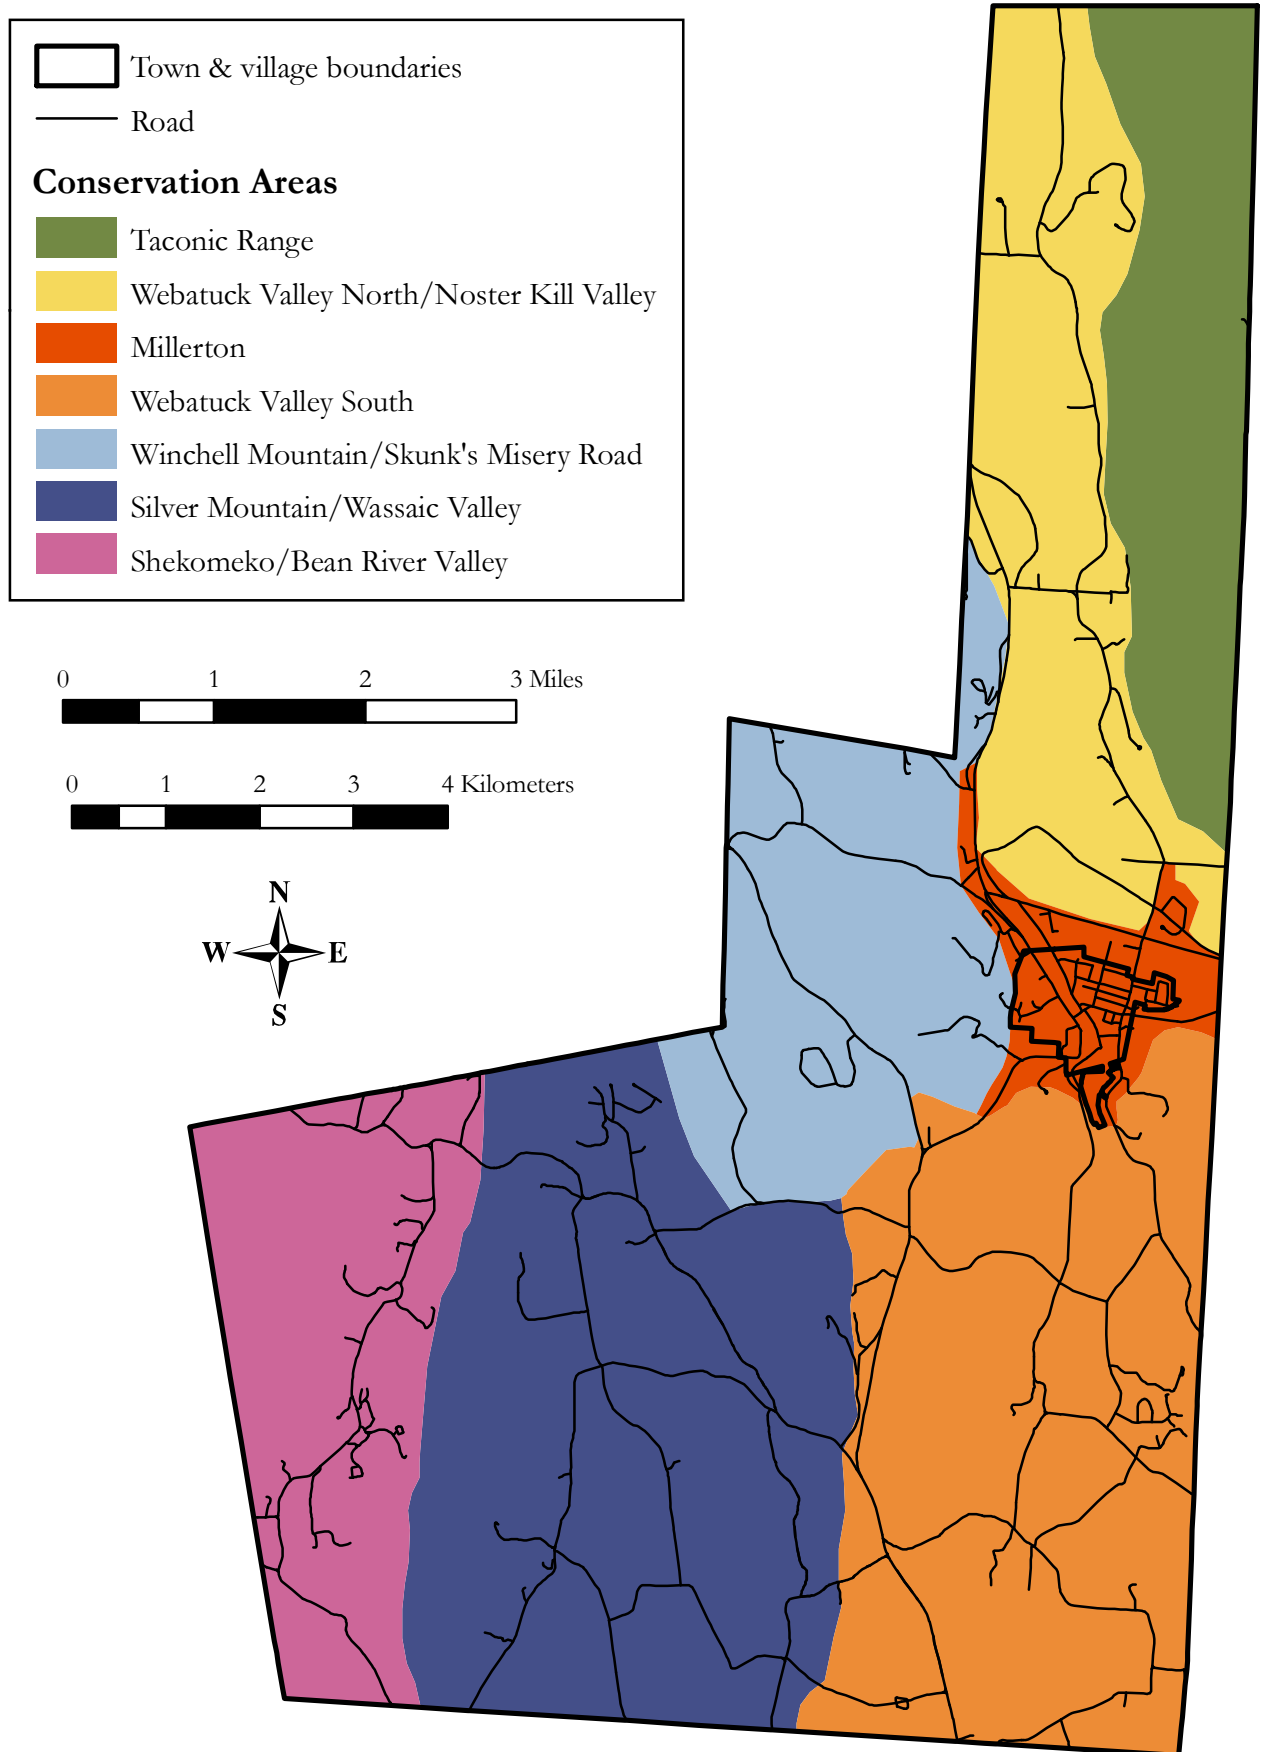 Town & village boundaries
Road
Conservation Areas
Taconic Range
Webatuck Valley North/Noster Kill Valley
Millerton
Webatuck Valley South
Winchell Mountain/Skunk's Misery Road
Silver Mountain/Wassaic Valley
Shekomeko/Bean River Valley
0 1 2 3 Miles
0 1 2 3 4 Kilometers
N
W E
S